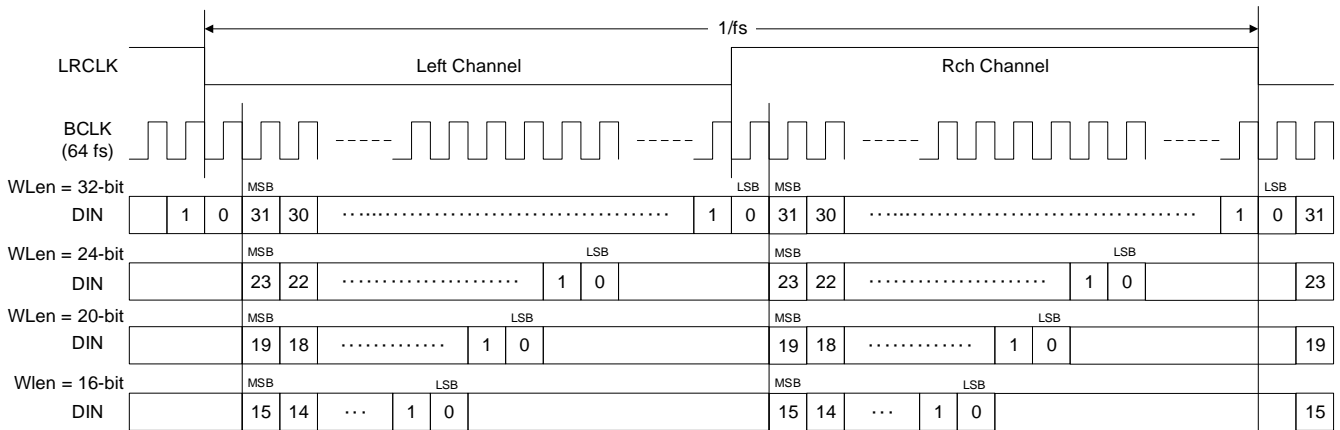 1/fs
LRCLK Left Channel Rch Channel
BCLK
(64 fs)
WLen = 32-bit MSB LSB MSB LSB
DIN 1 0 31 30 1 0 31 30 1 0 31
WLen = 24-bit MSB LSB MSB LSB
DIN 23 22 1 0 23 22 1 0 23
WLen = 20-bit MSB LSB MSB LSB
DIN 19 18 1 0 19 18 1 0 19
Wlen = 16-bit MSB LSB MSB LSB
DIN 15 14 1 0 15 14 1 0 15